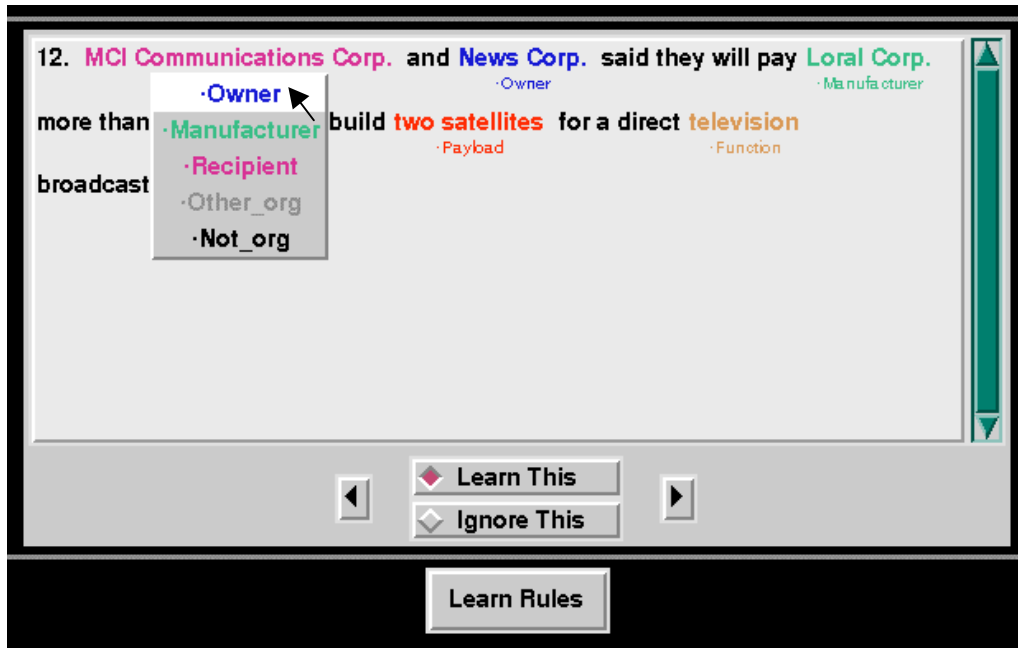 12. MCI Communications Corp. and News Corp. said they will pay Loral Corp.
·Owner ·Manufacturer
·Owner
more than build two satellites for a direct television
·Manufacturer
·Payload ·Function
·Recipient
broadcast
·Other_org
·Not_org
Learn This
Ignore This
Learn Rules